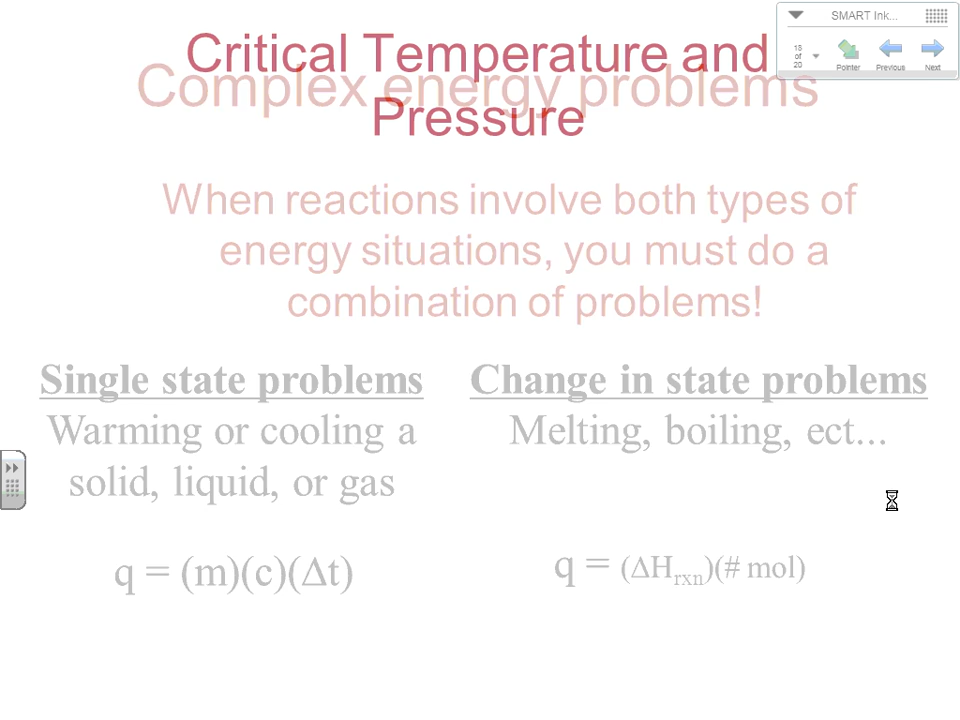 SMART Ink...
Critical Temperature and
Pressure
Complex energy problems
18
of
20
Pointer
Previous
Next
When reactions involve both types of
energy situations, you must do a
combination of problems!
Single state problems
Warming or cooling a
solid, liquid, or gas
q = (m)(c)(Δt)
Change in state problems
Melting, boiling, ect...
q = (ΔHrxn)(# mol)